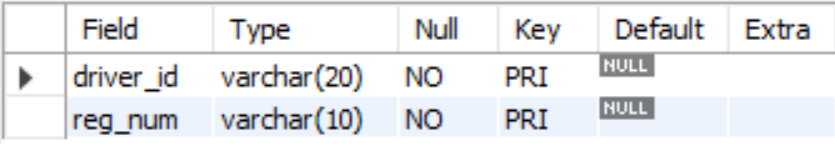 Field Type Null Key Default Extra
driver_id varchar(20) NO PRI NULL
reg_num varchar(10) NO PRI NULL